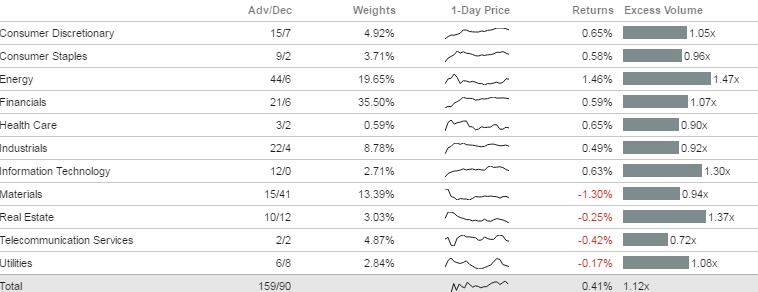 Adv/Dec Weights 1-Day Price Returns Excess Volume
Consumer Discretionary 15/7 4.92% 0.65% 1.05x
Consumer Staples 9/2 3.71% 0.58% 0.96x
Energy 44/6 19.65% 1.46% 1.47x
Financials 21/6 35.50% 0.59% 1.07x
Health Care 3/2 0.59% 0.65% 0.90x
Industrials 22/4 8.78% 0.49% 0.92x
Information Technology 12/0 2.71% 0.63% 1.30x
Materials 15/41 13.39% -1.30% 0.94x
Real Estate 10/12 3.03% -0.25% 1.37x
Telecommunication Services 2/2 4.87% -0.42% 0.72x
Utilities 6/8 2.84% -0.17% 1.08x
Total 159/90 0.41% 1.12x